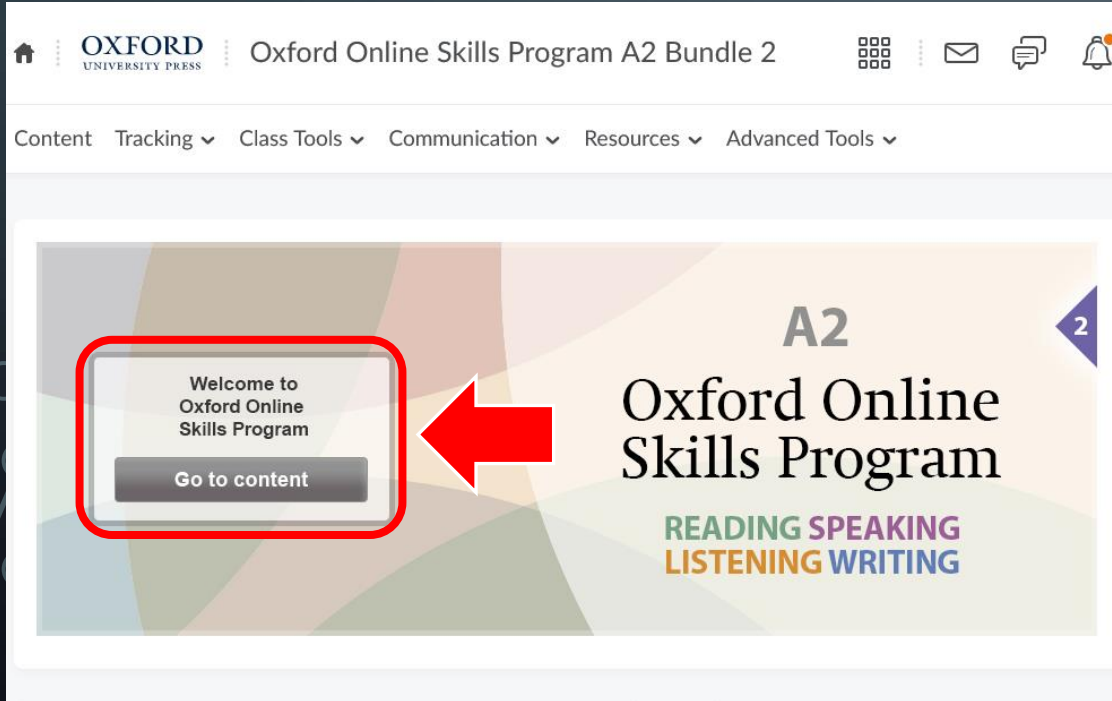 OXFORD
UNIVERSITY PRESS
Oxford Online Skills Program A2 Bundle 2
Content Tracking Class Tools Communication Resources Advanced Tools
Welcome to
Oxford Online
Skills Program
Go to content
A2
2
Oxford Online
Skills Program
READING SPEAKING
LISTENING WRITING